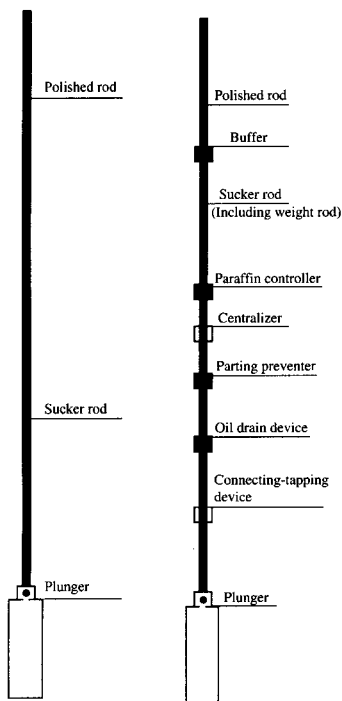 Polished rod
Sucker rod
Plunger
Polished rod
Buffer
Sucker rod
(Including weight rod)
Paraffin controller
Centralizer
Parting preventer
Oil drain device
Connecting-tapping
device
Plunger